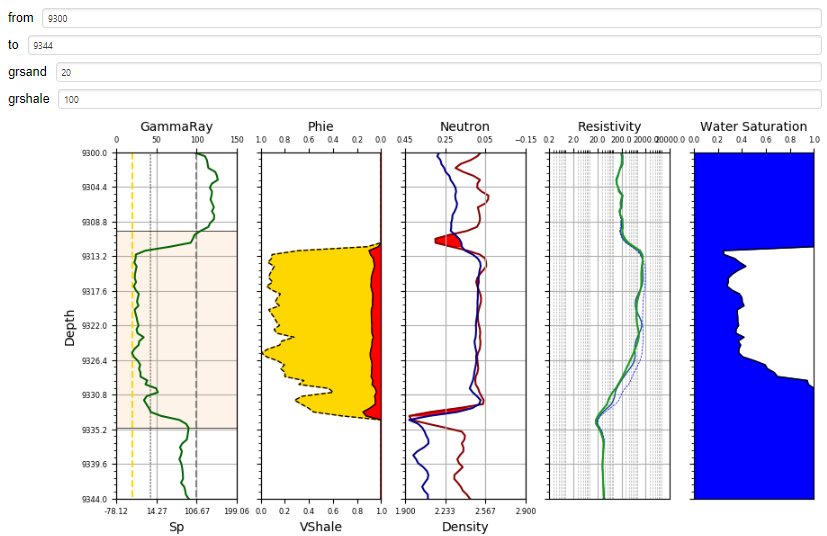 from 9300
to 9344
grsand 20
grshale 100
GammaRay Phie Neutron Resistivity Water Saturation
0 50 100 150 1.0 0.8 0.6 0.4 0.2 0.0 0.45 0.25 0.05 −0.15 0.2 2.0 20.0 200.0 2000.0 20000.0 0.0 0.2 0.4 0.6 0.8 1.0
9300.0
9304.4
9308.8
9313.2
9317.6
9322.0
9326.4
9330.8
9335.2
9339.6
9344.0
Depth
-78.12 14.27 106.67 199.06 0.0 0.2 0.4 0.6 0.8 1.0 1.900 2.233 2.567 2.900
Sp VShale Density